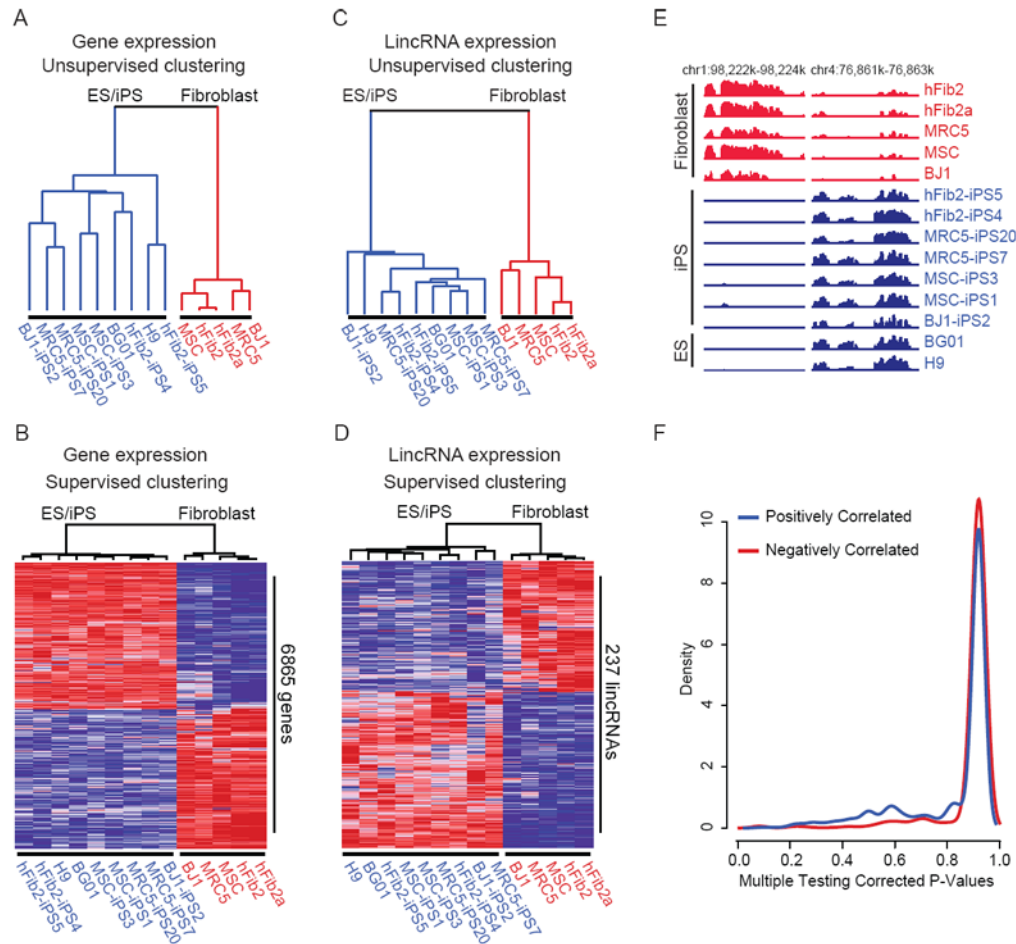 A
Gene expression
Unsupervised clustering
ES/iPS
Fibroblast
BJ1-iPS2
MRC5-iPS7
MRC5-iPS20
MSC-iPS1
MSC-iPS3
BG01
hFib2-iPS4
H9
hFib2-iPS5
MSC
hFib2
hFib2a
MRC5
BJ1
B
Gene expression
Supervised clustering
ES/iPS
Fibroblast
6865 genes
hFib2-iPS5
hFib2-iPS4
H9
BG01
MSC-iPS3
MSC-iPS1
MRC5-iPS20
MRC5-iPS7
BJ1-iPS2
BJ1
MRC5
MSC
hFib2
hFib2a
C
LincRNA expression
Unsupervised clustering
ES/iPS
Fibroblast
BJ1-iPS2
H9
MRC5-iPS20
hFib2-iPS4
hFib2-iPS5
BG01
MSC-iPS1
MSC-iPS3
MRC5-iPS7
BJ1
MRC5
MSC
hFib2
hFib2a
D
LincRNA expression
Supervised clustering
ES/iPS
Fibroblast
237 lincRNAs
H9
BG01
hFib2-iPS5
MSC-iPS1
MRC5-iPS20
MSC-iPS3
hFib2-iPS4
BJ1-iPS2
MRC5-iPS7
BJ1
MRC5
MSC
hFib2
hFib2a
E
chr1:98,222k-98,224k chr4:76,861k-76,863k
Fibroblast
hFib2
hFib2a
MRC5
MSC
BJ1
iPS
hFib2-iPS5
hFib2-iPS4
MRC5-iPS20
MRC5-iPS7
MSC-iPS3
MSC-iPS1
BJ1-iPS2
ES
BG01
H9
F
Positively Correlated
Negatively Correlated
Density
10
8
6
4
2
0
0.0 0.2 0.4 0.6 0.8 1.0
Multiple Testing Corrected P-Values